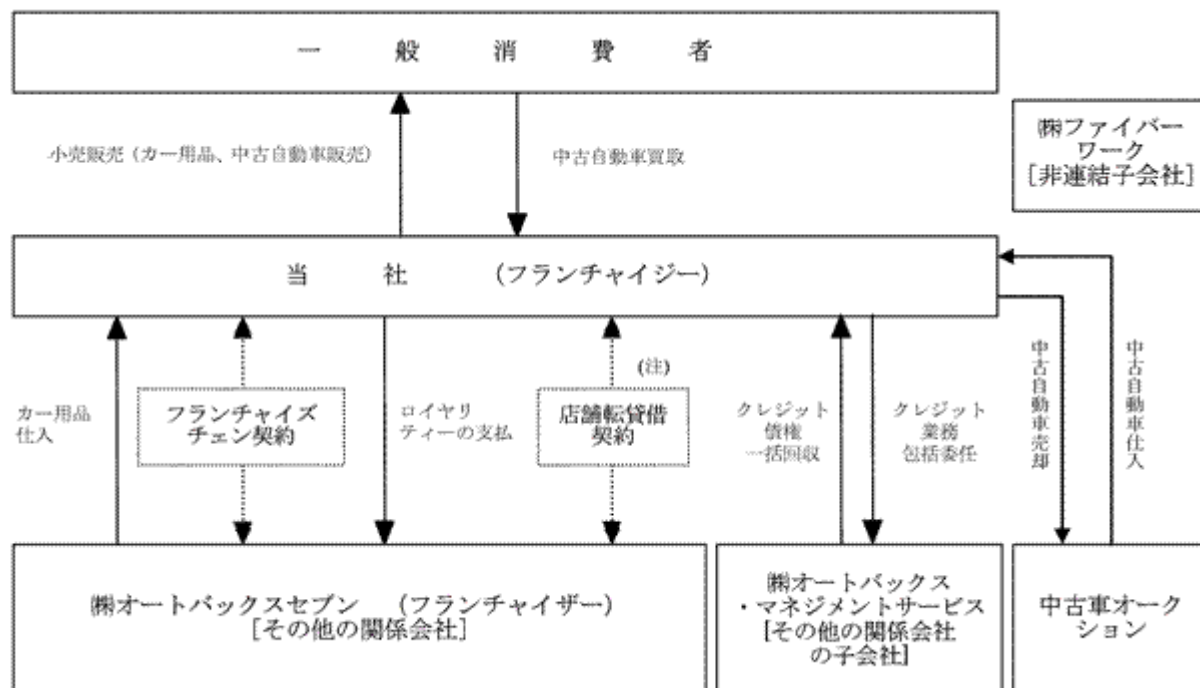 一般消費者
㈱ファイバー
ワーク
[非連結子会社]
小売販売（カー用品、中古自動車販売）
中古自動車買取
当社 （フランチャイジー）
カー用品
仕入
フランチャイズ
チェン契約
ロイヤリ
ティーの支払
(注)
店舗転貸借
契約
クレジット
債権
一括回収
クレジット
業務
包括委任
中古自動車売却
中古自動車仕入
㈱オートバックスセブン （フランチャイザー）
[その他の関係会社]
㈱オートバックス
・マネジメントサービス
[その他の関係会社
の子会社]
中古車オーク
ション